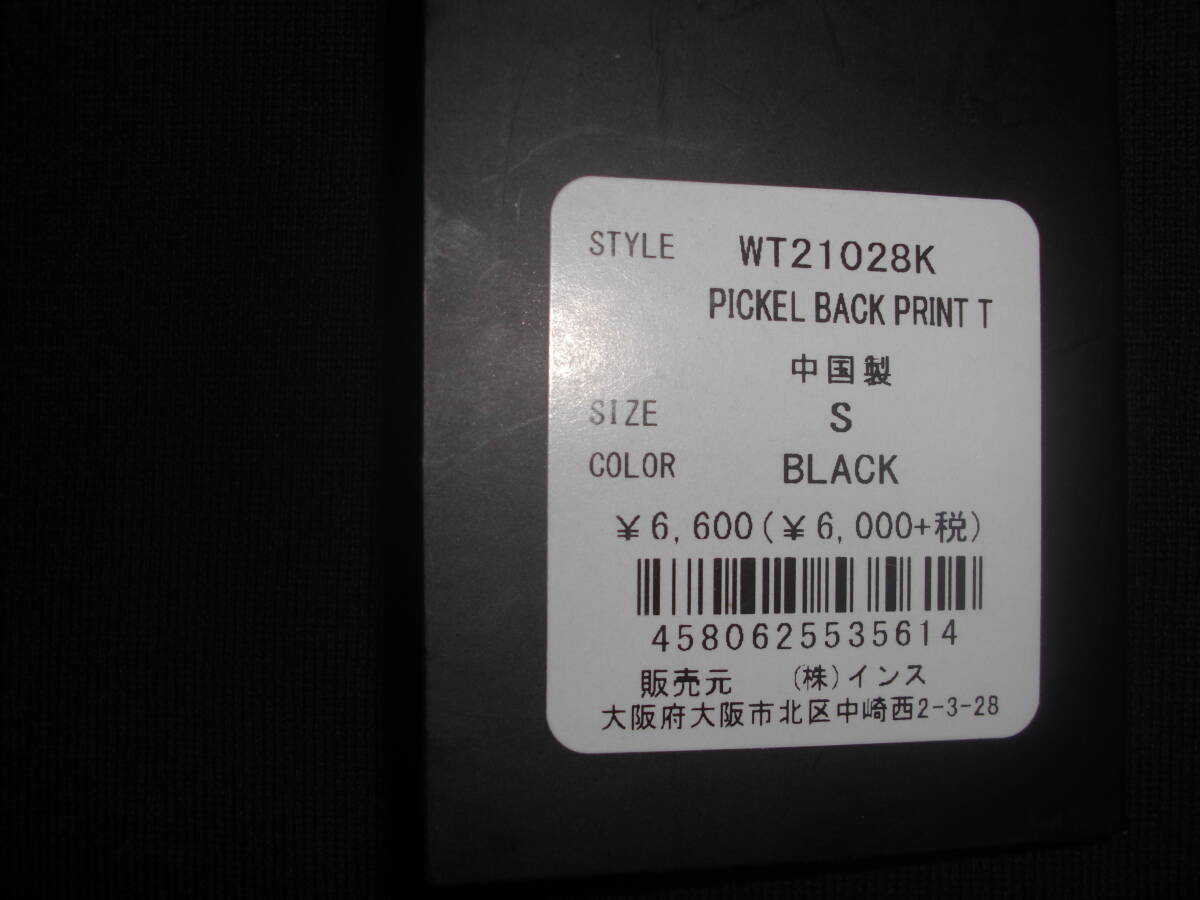 STYLE WT21028K
PICKEL BACK PRINT T
中国製
SIZE S
COLOR BLACK
¥6,600(¥6,000+税)
4580625535614
販売元 (株)インス
大阪府大阪市北区中崎西2-3-28